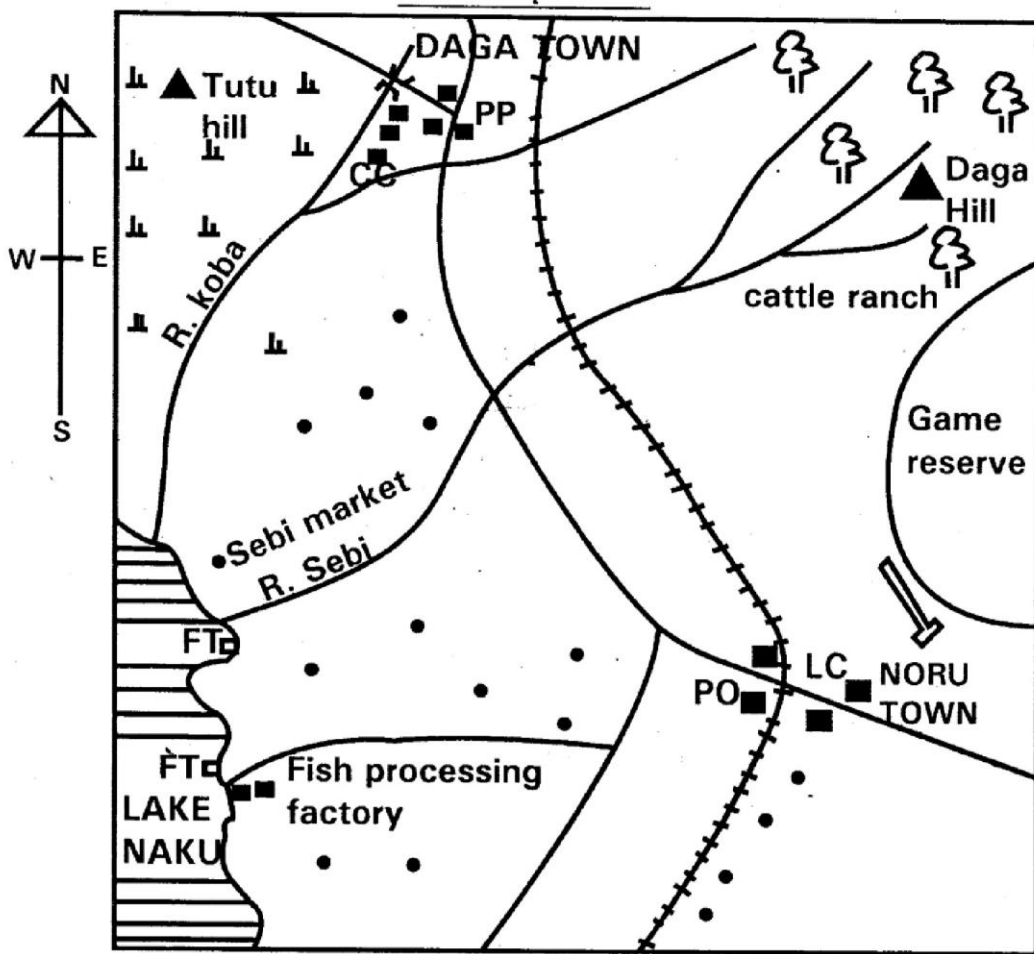 DAGA TOWN
N
Tutu
hill
PP
CC
Daga
Hill
W E
R. koba
cattle ranch
S
Game
reserve
Sebi market
R. Sebi
FT
LC
PO
NORU
TOWN
FT
Fish processing
factory
LAKE
NAKU